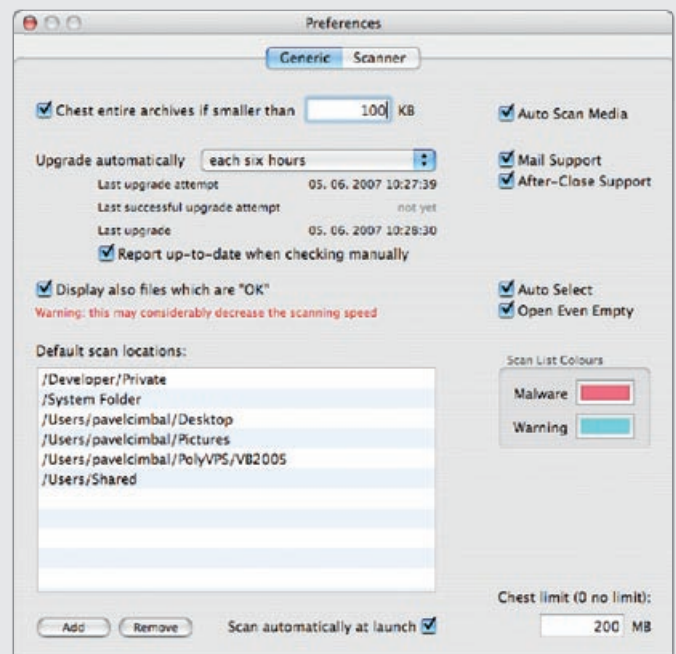 Preferences
Generic Scanner
Chest entire archives if smaller than 100 KB
Auto Scan Media
Upgrade automatically each six hours
Mail Support
Last upgrade attempt 05. 06. 2007 10:27:39
After-Close Support
Last successful upgrade attempt not yet
Last upgrade 05. 06. 2007 10:28:30
Report up-to-date when checking manually
Display also files which are "OK"
Auto Select
Warning: this may considerably decrease the scanning speed
Open Even Empty
Default scan locations:
Scan List Colours
/Developer/Private
/System Folder
Malware
/Users/pavelcimbal/Desktop
/Users/pavelcimbal/Pictures
Warning
/Users/pavelcimbal/PolyVPS/VB2005
/Users/Shared
Chest limit (0 no limit):
Add Remove Scan automatically at launch 200 MB